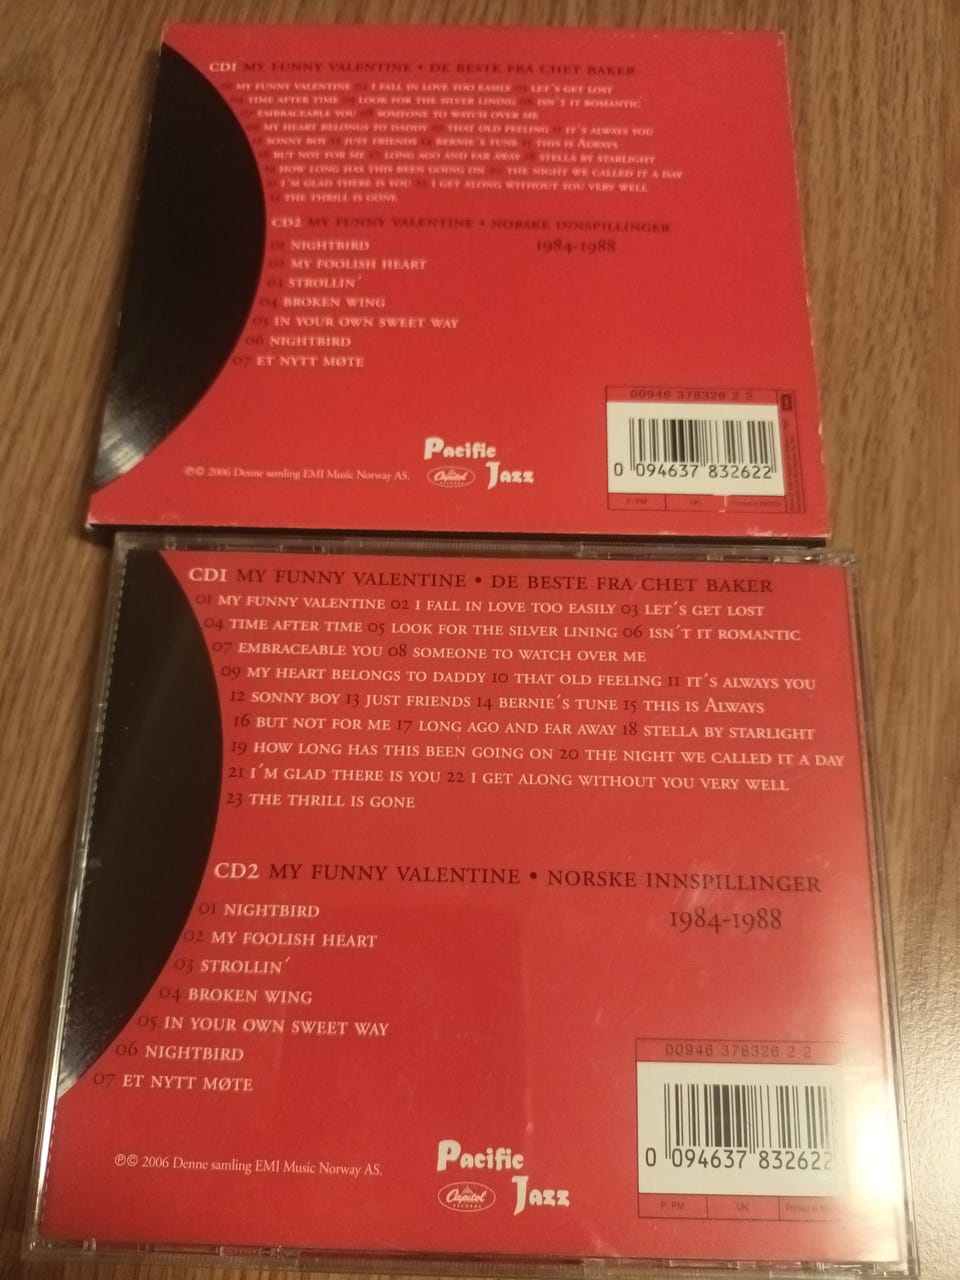 CD1 MY FUNNY VALENTINE • DE BESTE FRA CHET BAKER
01 MY FUNNY VALENTINE 02 I FALL IN LOVE TOO EASILY 03 LET´S GET LOST
04 TIME AFTER TIME 05 LOOK FOR THE SILVER LINING 06 ISN´T IT ROMANTIC
07 EMBRACEABLE YOU 08 SOMEONE TO WATCH OVER ME
09 MY HEART BELONGS TO DADDY 10 THAT OLD FEELING 11 IT´S ALWAYS YOU
12 SONNY BOY 13 JUST FRIENDS 14 BERNIE´S TUNE 15 THIS IS ALWAYS
16 BUT NOT FOR ME 17 LONG AGO AND FAR AWAY 18 STELLA BY STARLIGHT
19 HOW LONG HAS THIS BEEN GOING ON 20 THE NIGHT WE CALLED IT A DAY
21 I´M GLAD THERE IS YOU 22 I GET ALONG WITHOUT YOU VERY WELL
23 THE THRILL IS GONE
CD2 MY FUNNY VALENTINE • NORSKE INNSPILLINGER
1984-1988
01 NIGHTBIRD
02 MY FOOLISH HEART
03 STROLLIN´
04 BROKEN WING
05 IN YOUR OWN SWEET WAY
06 NIGHTBIRD
07 ET NYTT MØTE
00946 378326 2 2
0 094637 832622
P PM UK
Pacific
Jazz
Capitol
RECORDS
℗© 2006 Denne samling EMI Music Norway AS.
CD1 MY FUNNY VALENTINE • DE BESTE FRA CHET BAKER
01 MY FUNNY VALENTINE 02 I FALL IN LOVE TOO EASILY 03 LET´S GET LOST
04 TIME AFTER TIME 05 LOOK FOR THE SILVER LINING 06 ISN´T IT ROMANTIC
07 EMBRACEABLE YOU 08 SOMEONE TO WATCH OVER ME
09 MY HEART BELONGS TO DADDY 10 THAT OLD FEELING 11 IT´S ALWAYS YOU
12 SONNY BOY 13 JUST FRIENDS 14 BERNIE´S TUNE 15 THIS IS ALWAYS
16 BUT NOT FOR ME 17 LONG AGO AND FAR AWAY 18 STELLA BY STARLIGHT
19 HOW LONG HAS THIS BEEN GOING ON 20 THE NIGHT WE CALLED IT A DAY
21 I´M GLAD THERE IS YOU 22 I GET ALONG WITHOUT YOU VERY WELL
23 THE THRILL IS GONE
CD2 MY FUNNY VALENTINE • NORSKE INNSPILLINGER
1984-1988
01 NIGHTBIRD
02 MY FOOLISH HEART
03 STROLLIN´
04 BROKEN WING
05 IN YOUR OWN SWEET WAY
06 NIGHTBIRD
07 ET NYTT MØTE
00946 378326 2 2
0 094637 832622
P PM UK Printed in
Pacific
Jazz
Capitol
RECORDS
℗© 2006 Denne samling EMI Music Norway AS.